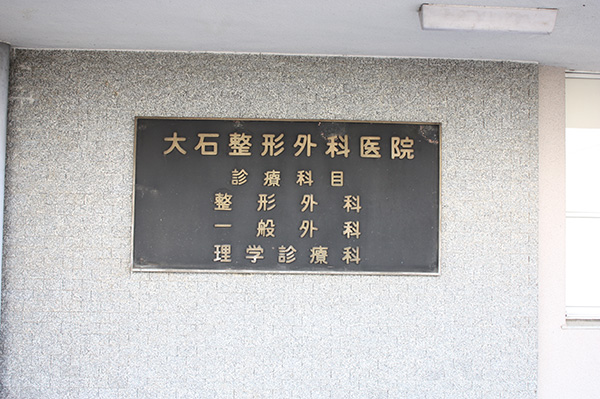 大石整形外科医院
診療科目
整形外科
一般外科
理学診療科